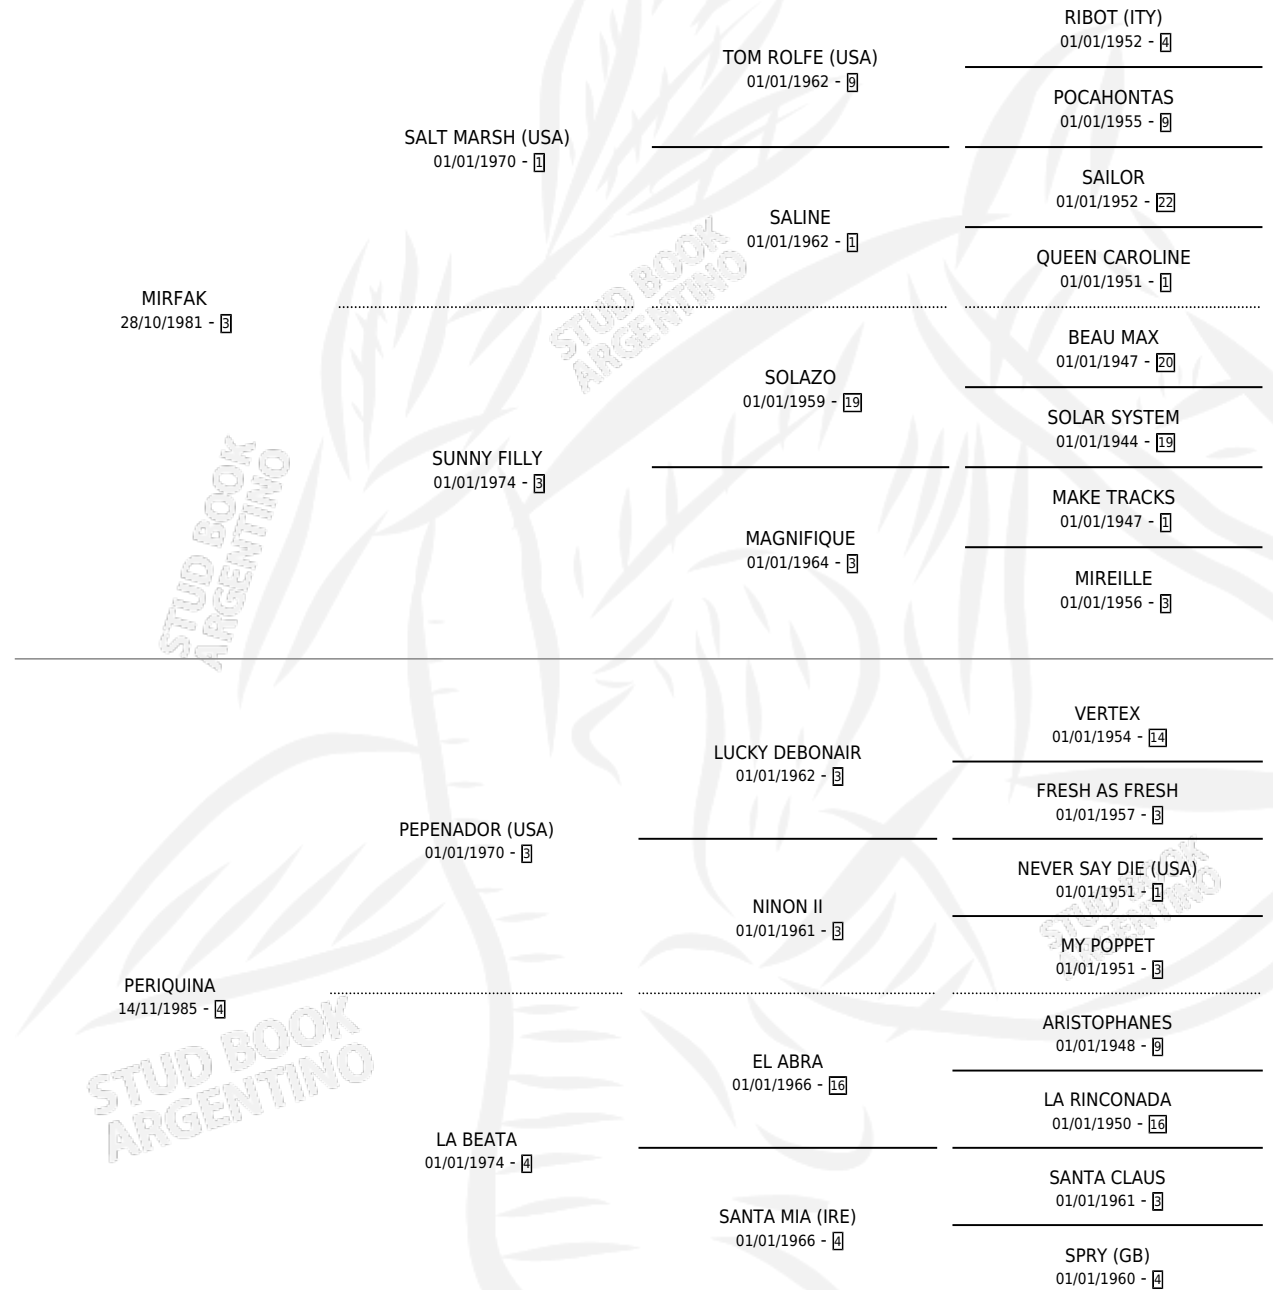 RIBOT (ITY)
01/01/1952 - 4
TOM ROLFE (USA)
01/01/1962 - 9
POCAHONTAS
01/01/1955 - 9
SALT MARSH (USA)
01/01/1970 - 1
SAILOR
01/01/1952 - 22
SALINE
01/01/1962 - 1
QUEEN CAROLINE
01/01/1951 - 1
MIRFAK
28/10/1981 - 3
BEAU MAX
01/01/1947 - 20
SOLAZO
01/01/1959 - 19
SOLAR SYSTEM
01/01/1944 - 19
SUNNY FILLY
01/01/1974 - 3
MAKE TRACKS
01/01/1947 - 1
MAGNIFIQUE
01/01/1964 - 3
MIREILLE
01/01/1956 - 3
STUD BOOK
ARGENTINO
STUD BOOK
ARGENTINO
VERTEX
01/01/1954 - 14
LUCKY DEBONAIR
01/01/1962 - 3
FRESH AS FRESH
01/01/1957 - 3
PEPENADOR (USA)
01/01/1970 - 3
NEVER SAY DIE (USA)
01/01/1951 - 1
NINON II
01/01/1961 - 3
MY POPPET
01/01/1951 - 3
PERIQUINA
14/11/1985 - 4
ARISTOPHANES
01/01/1948 - 9
EL ABRA
01/01/1966 - 16
LA RINCONADA
01/01/1950 - 16
LA BEATA
01/01/1974 - 4
SANTA CLAUS
01/01/1961 - 3
SANTA MIA (IRE)
01/01/1966 - 4
SPRY (GB)
01/01/1960 - 4
STUD BOOK
ARGENTINO
STUD BOOK
ARGENTINO